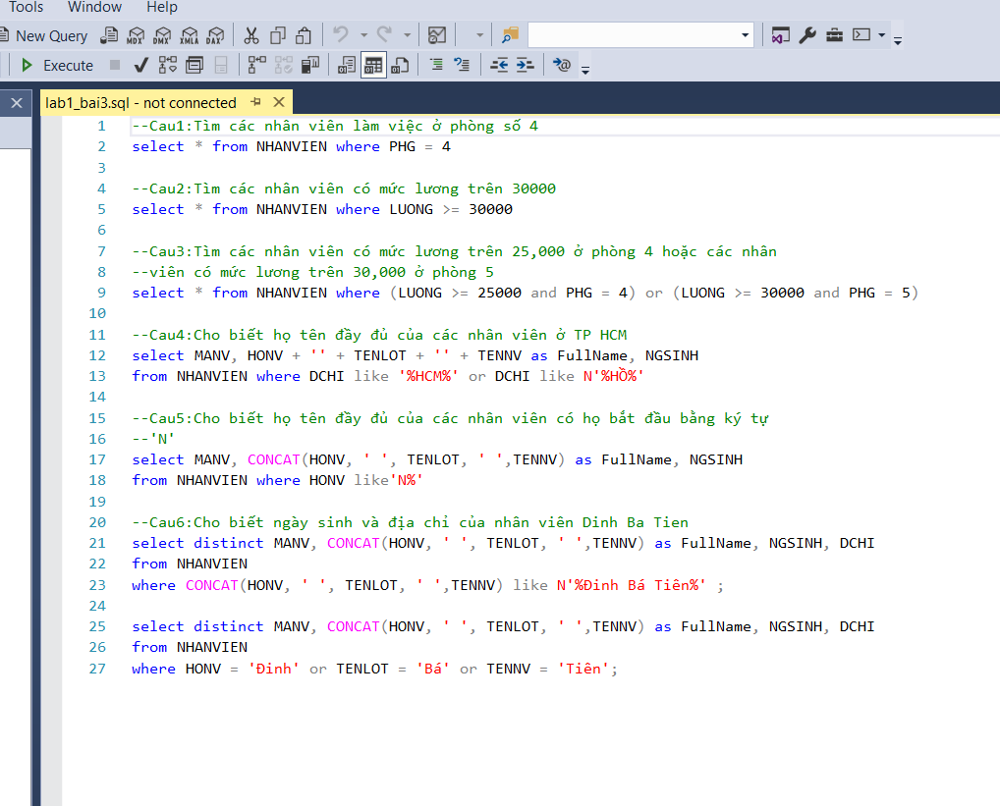 Tools Window Help
New Query MDX DMX XMLA DAX
Execute
lab1_bai3.sql - not connected
1 --Cau1:Tìm các nhân viên làm việc ở phòng số 4
2 select * from NHANVIEN where PHG = 4
3
4 --Cau2:Tìm các nhân viên có mức lương trên 30000
5 select * from NHANVIEN where LUONG >= 30000
6
7 --Cau3:Tìm các nhân viên có mức lương trên 25,000 ở phòng 4 hoặc các nhân
8 --viên có mức lương trên 30,000 ở phòng 5
9 select * from NHANVIEN where (LUONG >= 25000 and PHG = 4) or (LUONG >= 30000 and PHG = 5)
10
11 --Cau4:Cho biết họ tên đầy đủ của các nhân viên ở TP HCM
12 select MANV, HONV + '' + TENLOT + '' + TENNV as FullName, NGSINH
13 from NHANVIEN where DCHI like '%HCM%' or DCHI like N'%HỒ%'
14
15 --Cau5:Cho biết họ tên đầy đủ của các nhân viên có họ bắt đầu bằng ký tự
16 --'N'
17 select MANV, CONCAT(HONV, ' ', TENLOT, ' ',TENNV) as FullName, NGSINH
18 from NHANVIEN where HONV like'N%'
19
20 --Cau6:Cho biết ngày sinh và địa chỉ của nhân viên Dinh Ba Tien
21 select distinct MANV, CONCAT(HONV, ' ', TENLOT, ' ',TENNV) as FullName, NGSINH, DCHI
22 from NHANVIEN
23 where CONCAT(HONV, ' ', TENLOT, ' ',TENNV) like N'%Đinh Bá Tiên%' ;
24
25 select distinct MANV, CONCAT(HONV, ' ', TENLOT, ' ',TENNV) as FullName, NGSINH, DCHI
26 from NHANVIEN
27 where HONV = 'Đinh' or TENLOT = 'Bá' or TENNV = 'Tiên';